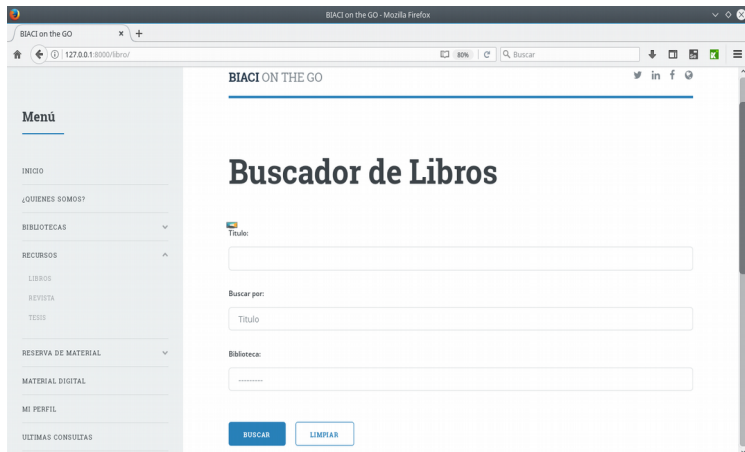 BIACI on the GO - Mozilla Firefox
BIACI on the GO
127.0.0.1:8000/libro/
80%
Buscar
BIACI ON THE GO
Menú
INICIO
¿QUIENES SOMOS?
BIBLIOTECAS
RECURSOS
LIBROS
REVISTA
TESIS
RESERVA DE MATERIAL
MATERIAL DIGITAL
MI PERFIL
ULTIMAS CONSULTAS
Buscador de Libros
Titulo:
Buscar por:
Titulo
Biblioteca:
---------
BUSCAR
LIMPIAR